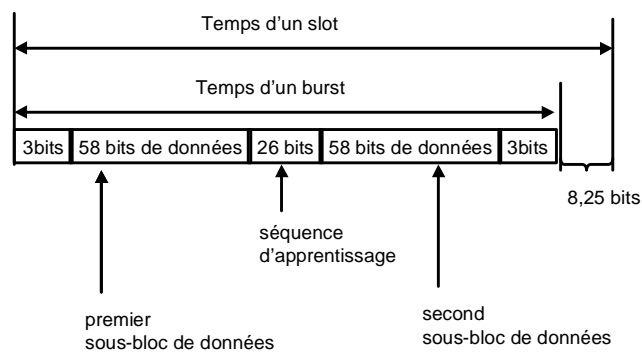 Temps d'un slot
Temps d'un burst
3bits 58 bits de données 26 bits 58 bits de données 3bits
8,25 bits
séquence
d'apprentissage
premier
sous-bloc de données
second
sous-bloc de données